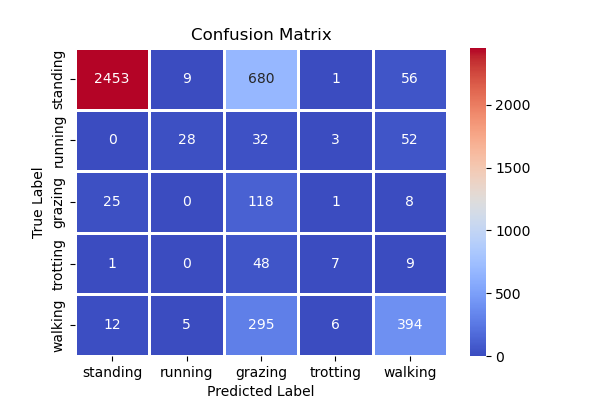 Confusion Matrix
True Label
standing 2453 9 680 1 56
running 0 28 32 3 52
grazing 25 0 118 1 8
trotting 1 0 48 7 9
walking 12 5 295 6 394
standing running grazing trotting walking
Predicted Label
2000
1500
1000
500
0